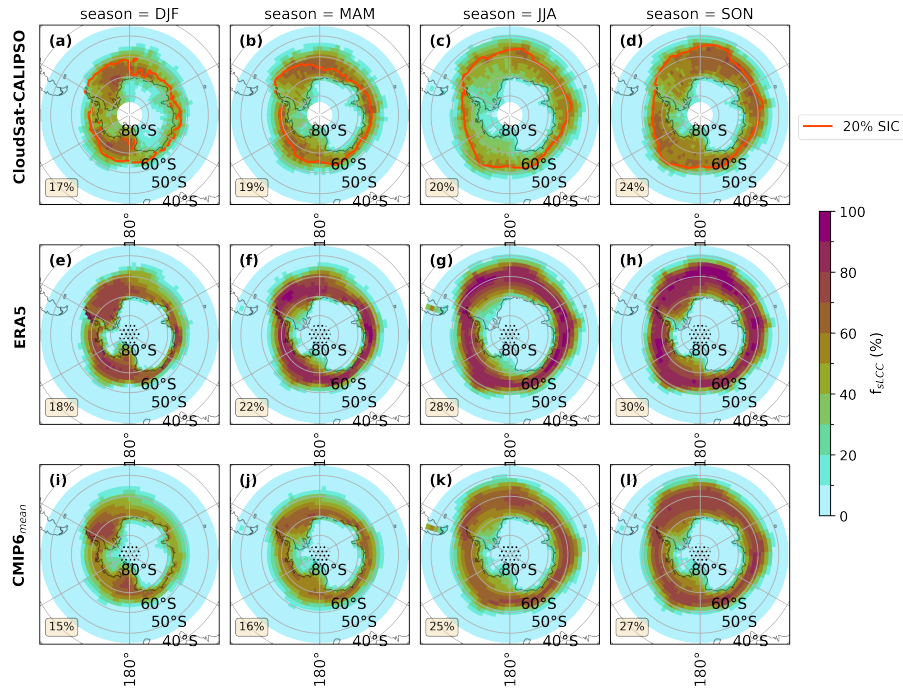 season = DJF
season = MAM
season = JJA
season = SON
CloudSat-CALIPSO
(a)
80°S
60°S
50°S
40°S
17%
180°
(b)
80°S
60°S
50°S
40°S
19%
180°
(c)
80°S
60°S
50°S
40°S
20%
180°
(d)
80°S
60°S
50°S
40°S
24%
180°
20% SIC
ERA5
(e)
80°S
60°S
50°S
40°S
18%
180°
(f)
80°S
60°S
50°S
40°S
22%
180°
(g)
80°S
60°S
50°S
40°S
28%
180°
(h)
80°S
60°S
50°S
40°S
30%
180°
CMIP6mean
(i)
80°S
60°S
50°S
40°S
15%
180°
(j)
80°S
60°S
50°S
40°S
16%
180°
(k)
80°S
60°S
50°S
40°S
25%
180°
(l)
80°S
60°S
50°S
40°S
27%
180°
100
80
60
40
20
0
fsLCC (%)